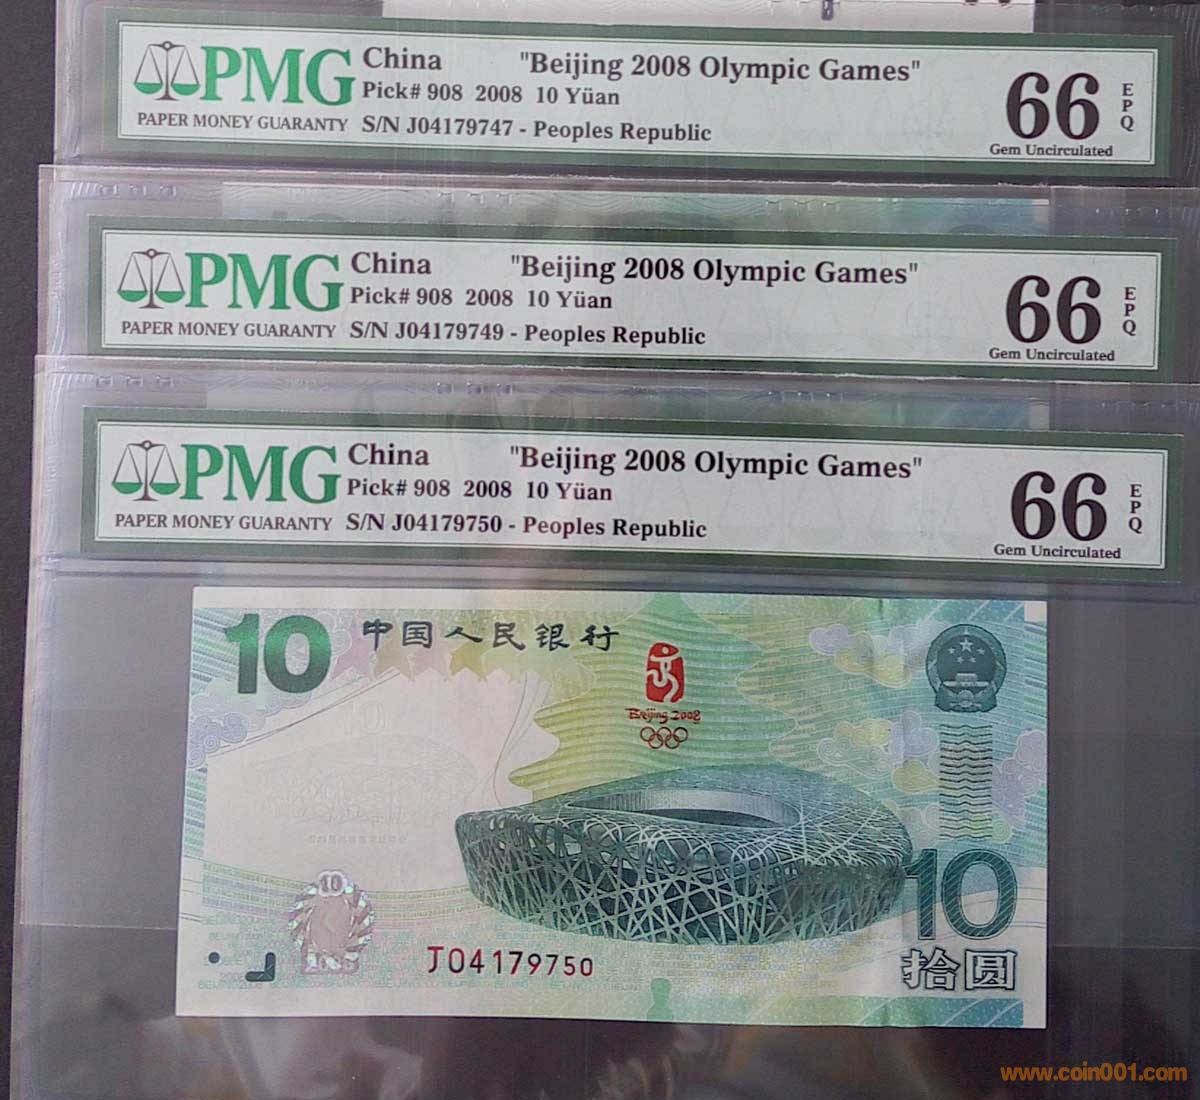 PMG China "Beijing 2008 Olympic Games"
Pick# 908 2008 10 Yüan
PAPER MONEY GUARANTY S/N J04179747 - Peoples Republic
66 EPQ
Gem Uncirculated
PMG China "Beijing 2008 Olympic Games"
Pick# 908 2008 10 Yüan
PAPER MONEY GUARANTY S/N J04179749 - Peoples Republic
66 EPQ
Gem Uncirculated
PMG China "Beijing 2008 Olympic Games"
Pick# 908 2008 10 Yüan
PAPER MONEY GUARANTY S/N J04179750 - Peoples Republic
66 EPQ
Gem Uncirculated
10 中国人民银行
Beijing 2008
10
10
2008
J04179750
拾圆
BEIJING2008
www.coin001.com